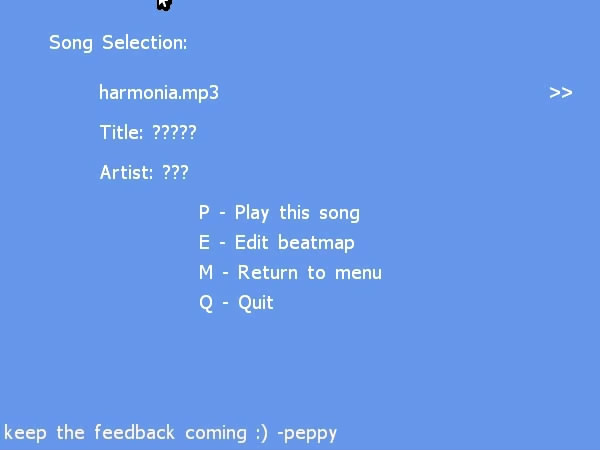 Song Selection:
harmonia.mp3 >>
Title: ?????
Artist: ???
P - Play this song
E - Edit beatmap
M - Return to menu
Q - Quit
keep the feedback coming :) -peppy